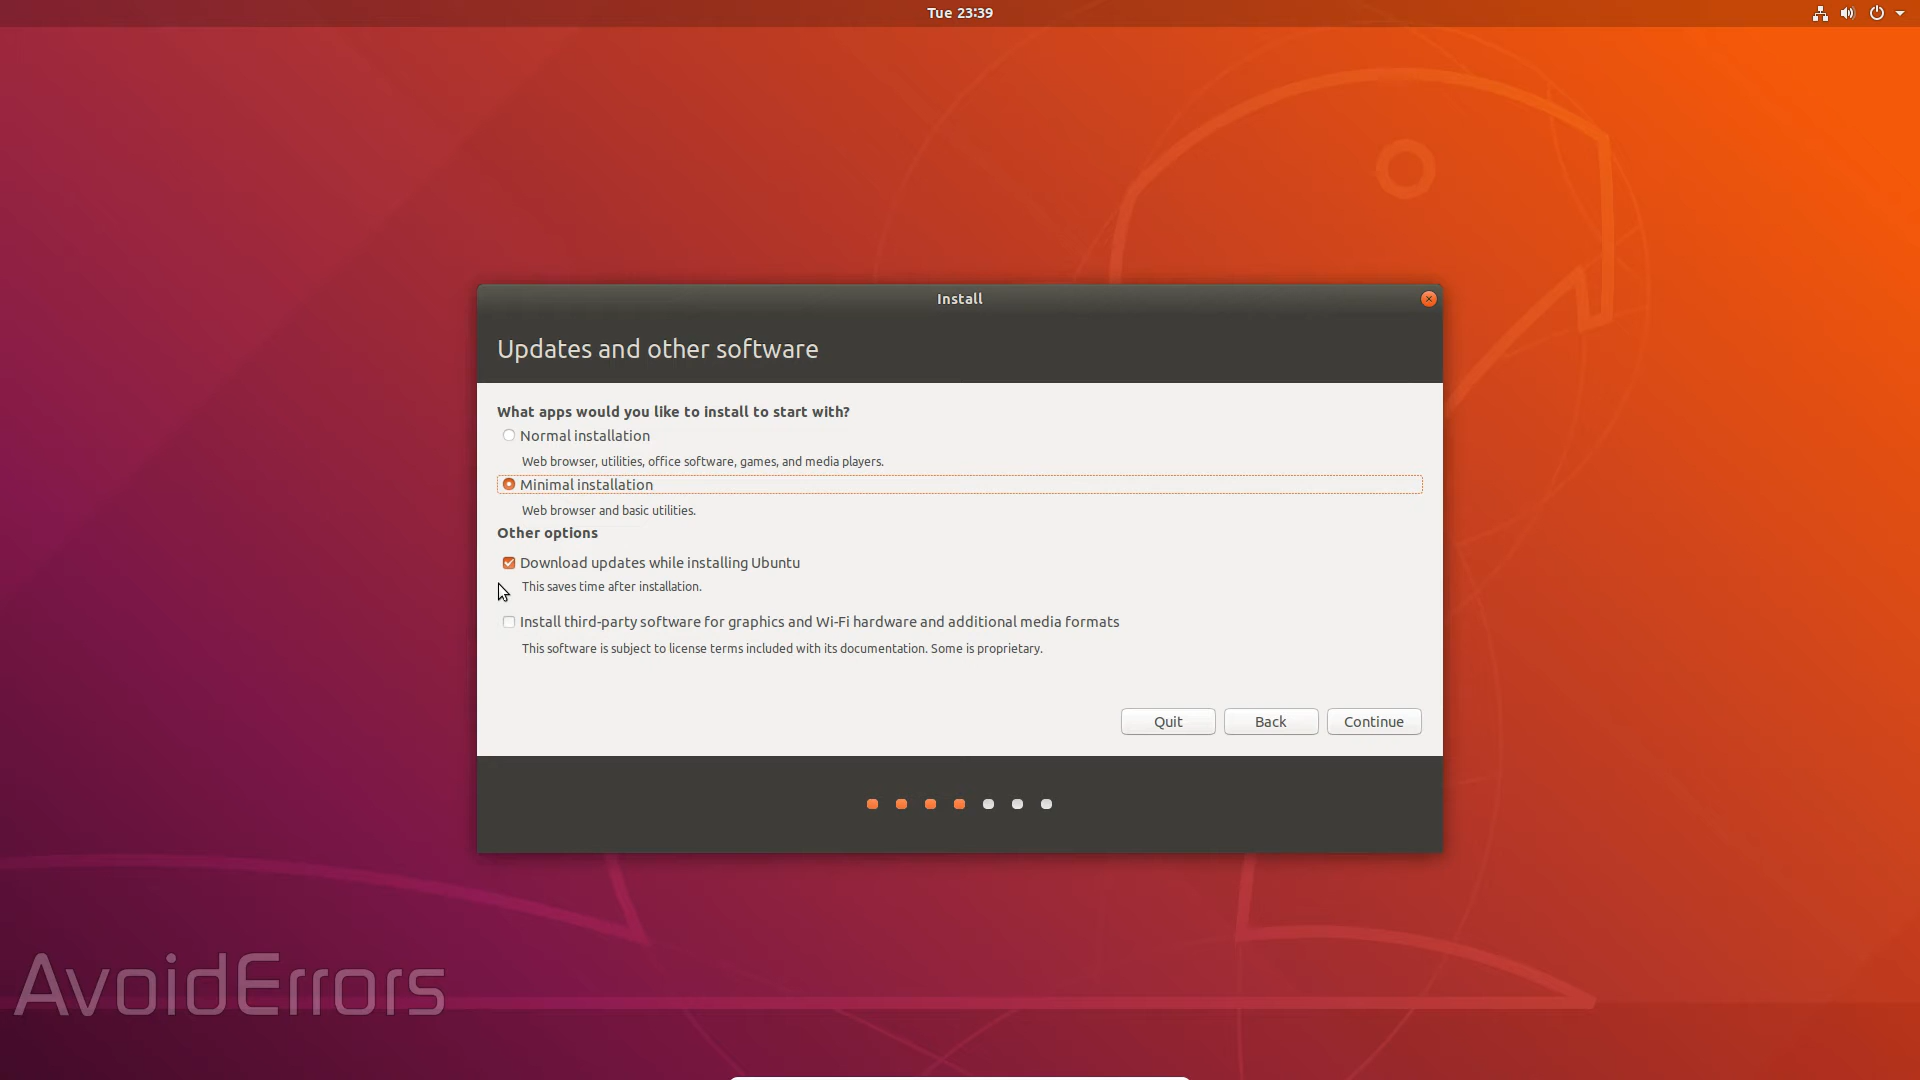 Tue 23:39
Install
Updates and other software
What apps would you like to install to start with?
Normal installation
Web browser, utilities, office software, games, and media players.
Minimal installation
Web browser and basic utilities.
Other options
Download updates while installing Ubuntu
This saves time after installation.
Install third-party software for graphics and Wi-Fi hardware and additional media formats
This software is subject to license terms included with its documentation. Some is proprietary.
Quit
Back
Continue
AvoidErrors